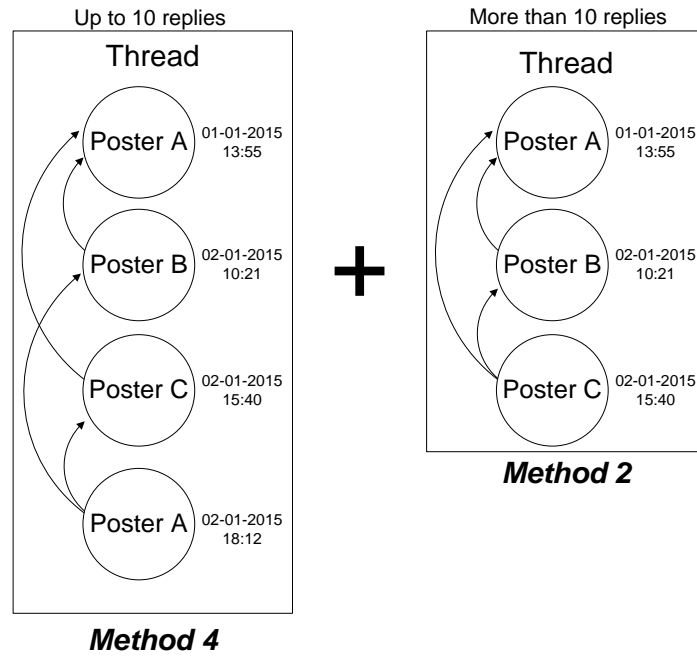 Up to 10 replies
Thread
Poster A
01-01-2015
13:55
Poster B
02-01-2015
10:21
Poster C
02-01-2015
15:40
Poster A
02-01-2015
18:12
Method 4
+
More than 10 replies
Thread
Poster A
01-01-2015
13:55
Poster B
02-01-2015
10:21
Poster C
02-01-2015
15:40
Method 2